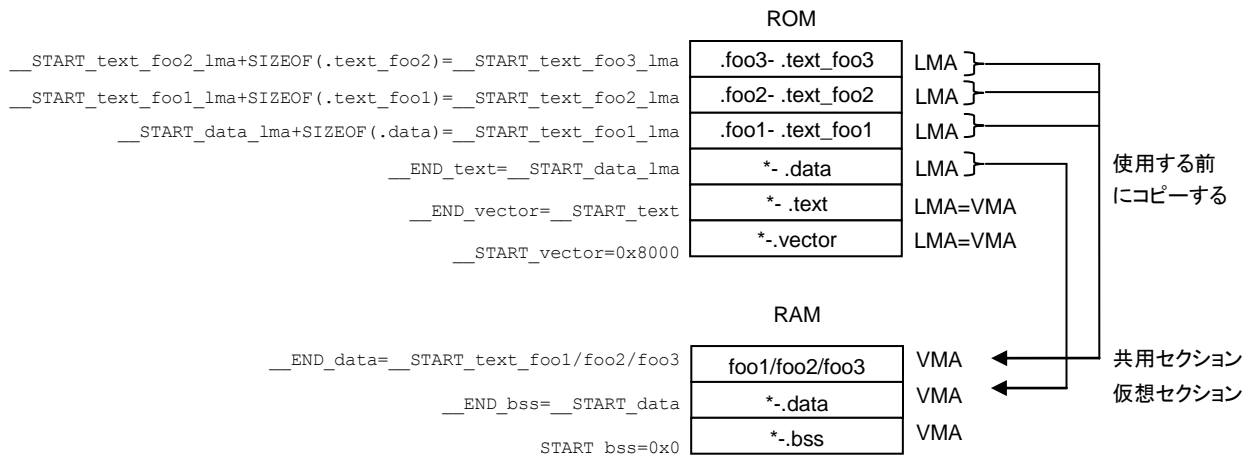 ROM
__START_text_foo2_lma+SIZEOF(.text_foo2)=__START_text_foo3_lma .foo3- .text_foo3 LMA
__START_text_foo1_lma+SIZEOF(.text_foo1)=__START_text_foo2_lma .foo2- .text_foo2 LMA
__START_data_lma+SIZEOF(.data)=__START_text_foo1_lma .foo1- .text_foo1 LMA
__END_text=__START_data_lma *- .data LMA
使用する前
にコピーする
__END_vector=__START_text *- .text LMA=VMA
__START_vector=0x8000 *-.vector LMA=VMA
RAM
__END_data=__START_text_foo1/foo2/foo3 foo1/foo2/foo3 VMA 共用セクション
__END_bss=__START_data *-.data VMA 仮想セクション
START bss=0x0 *-.bss VMA